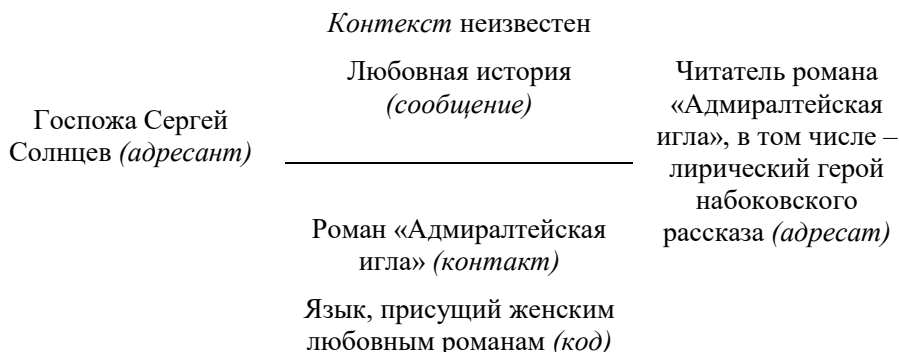 Контекст неизвестен
Любовная история
(сообщение)
Госпожа Сергей
Солнцев (адресант)
Читатель романа
«Адмиралтейская
игла», в том числе –
лирический герой
набоковского
рассказа (адресат)
Роман «Адмиралтейская
игла» (контакт)
Язык, присущий женским
любовным романам (код)